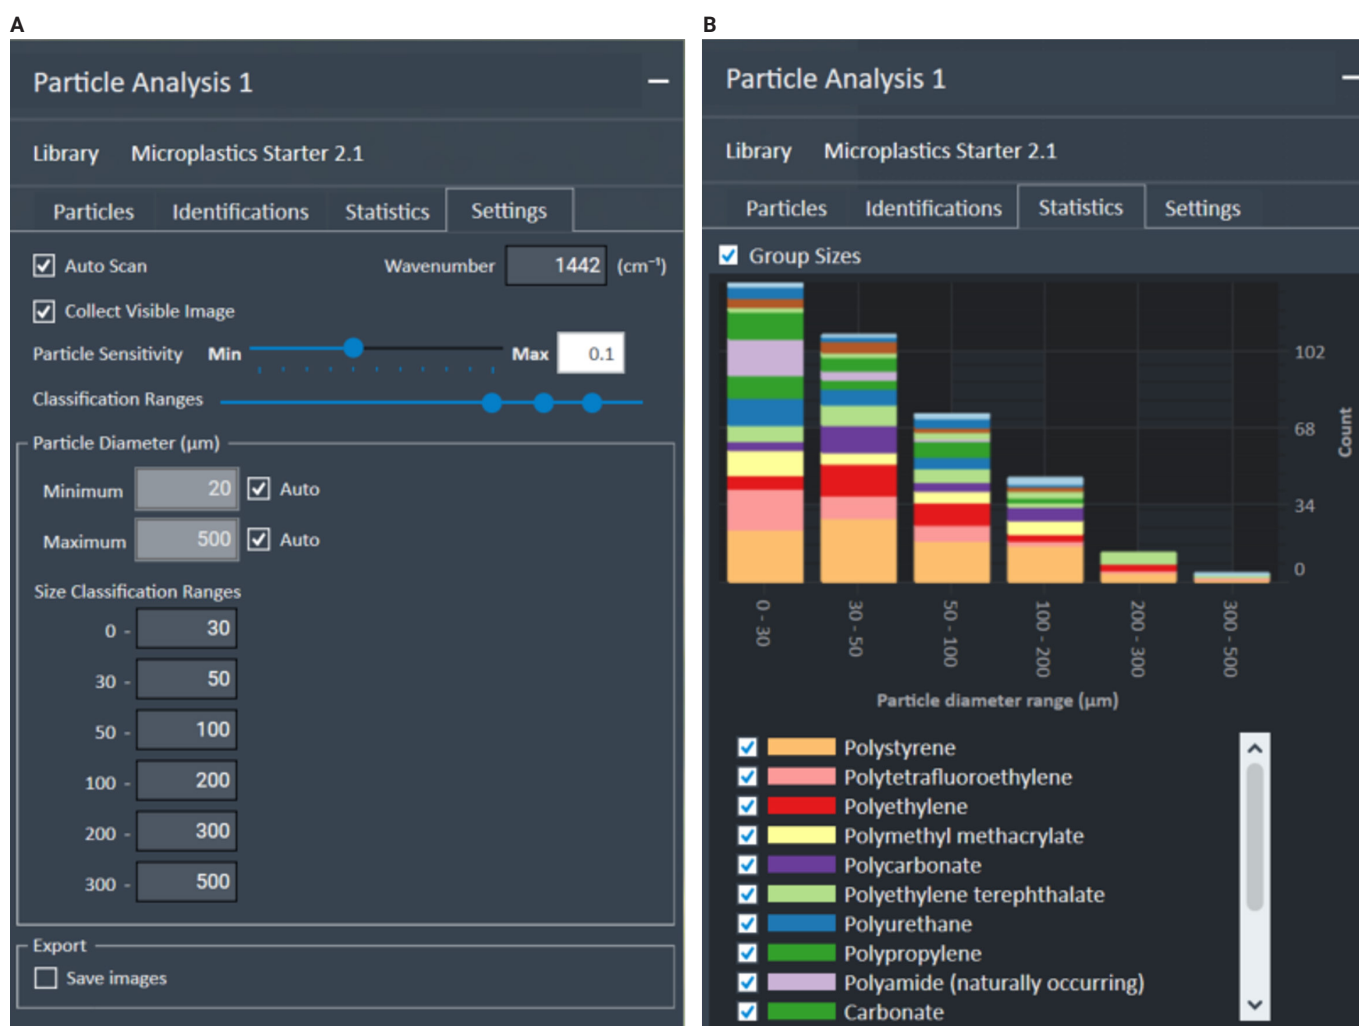 A
Particle Analysis 1
Library Microplastics Starter 2.1
Particles Identifications Statistics Settings
Auto Scan Wavenumber 1442 (cm⁻¹)
Collect Visible Image
Particle Sensitivity Min Max 0.1
Classification Ranges
Particle Diameter (µm)
Minimum 20 Auto
Maximum 500 Auto
Size Classification Ranges
0 - 30
30 - 50
50 - 100
100 - 200
200 - 300
300 - 500
Export
Save images
B
Particle Analysis 1
Library Microplastics Starter 2.1
Particles Identifications Statistics Settings
Group Sizes
102
68
34
0
Count
0 - 30
30 - 50
50 - 100
100 - 200
200 - 300
300 - 500
Particle diameter range (µm)
Polystyrene
Polytetrafluoroethylene
Polyethylene
Polymethyl methacrylate
Polycarbonate
Polyethylene terephthalate
Polyurethane
Polypropylene
Polyamide (naturally occurring)
Carbonate